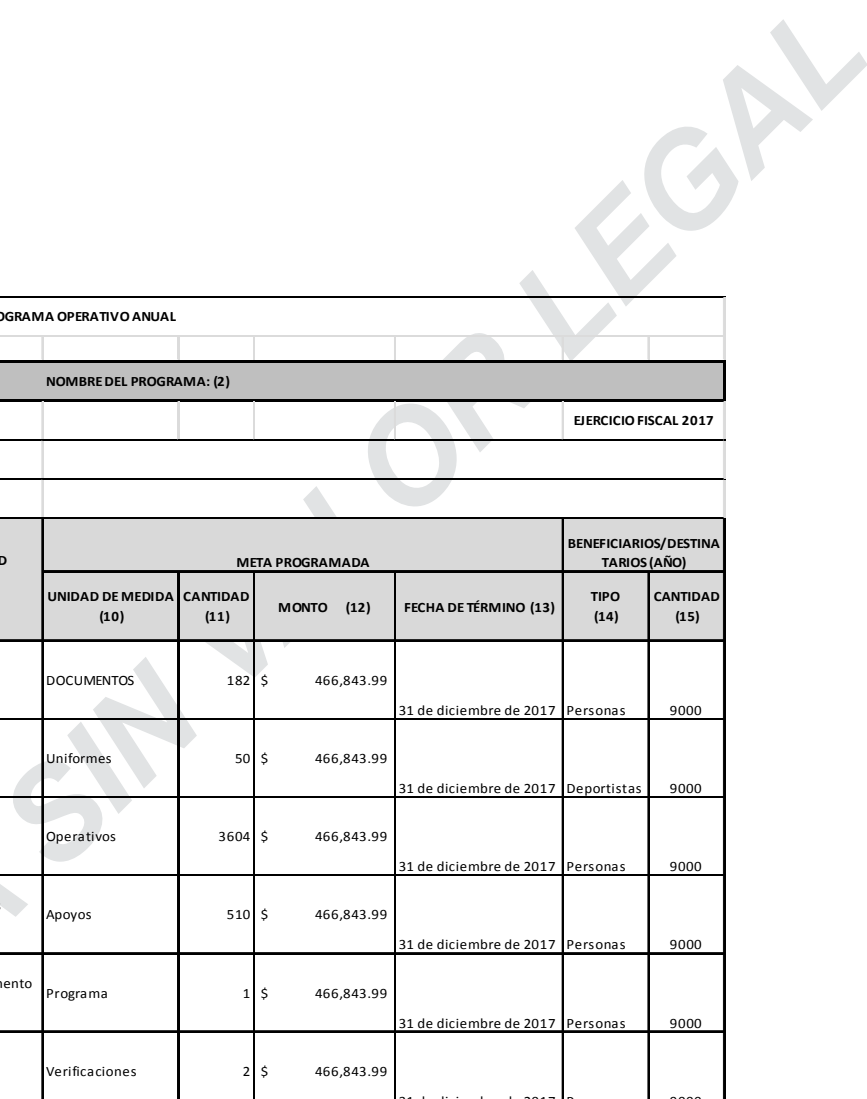 OGRAMA OPERATIVO ANUAL
NOMBRE DEL PROGRAMA: (2)
EJERCICIO FISCAL 2017
D
META PROGRAMADA
BENEFICIARIOS/DESTINA
TARIOS (AÑO)
UNIDAD DE MEDIDA
(10)
CANTIDAD
(11)
MONTO (12)
FECHA DE TÉRMINO (13)
TIPO
(14)
CANTIDAD
(15)
DOCUMENTOS 182 $ 466,843.99
31 de diciembre de 2017 Personas 9000
Uniformes 50 $ 466,843.99
31 de diciembre de 2017 Deportistas 9000
Operativos 3604 $ 466,843.99
31 de diciembre de 2017 Personas 9000
Apoyos 510 $ 466,843.99
31 de diciembre de 2017 Personas 9000
mento
Programa 1 $ 466,843.99
31 de diciembre de 2017 Personas 9000
Verificaciones 2 $ 466,843.99
A SIN VALOR LEGAL